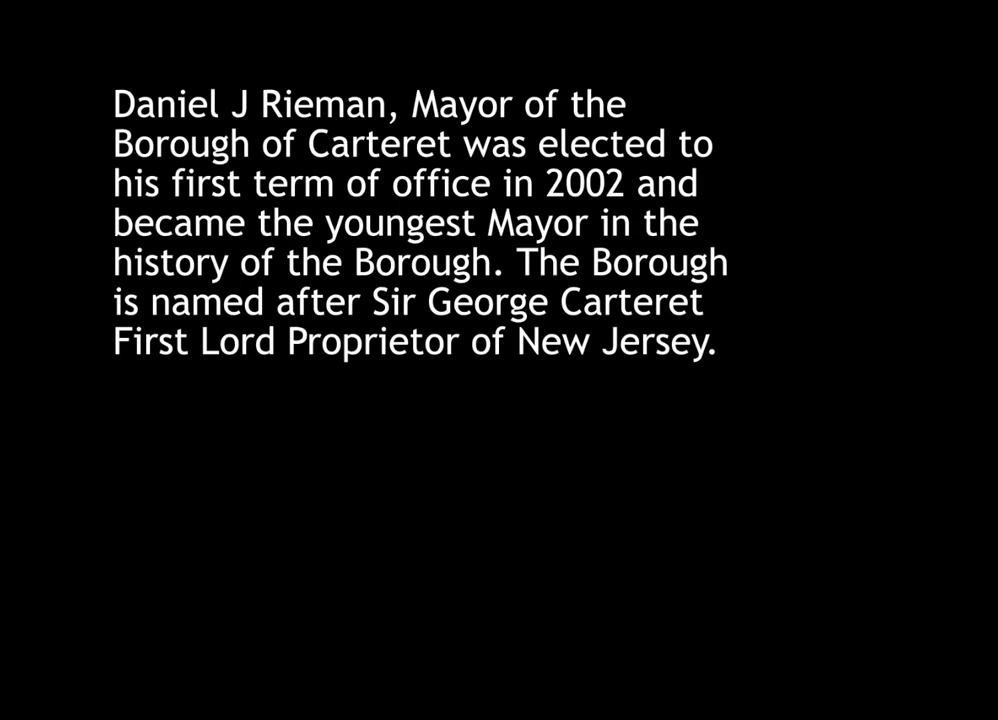 Daniel J Rieman, Mayor of the
Borough of Carteret was elected to
his first term of office in 2002 and
became the youngest Mayor in the
history of the Borough. The Borough
is named after Sir George Carteret
First Lord Proprietor of New Jersey.